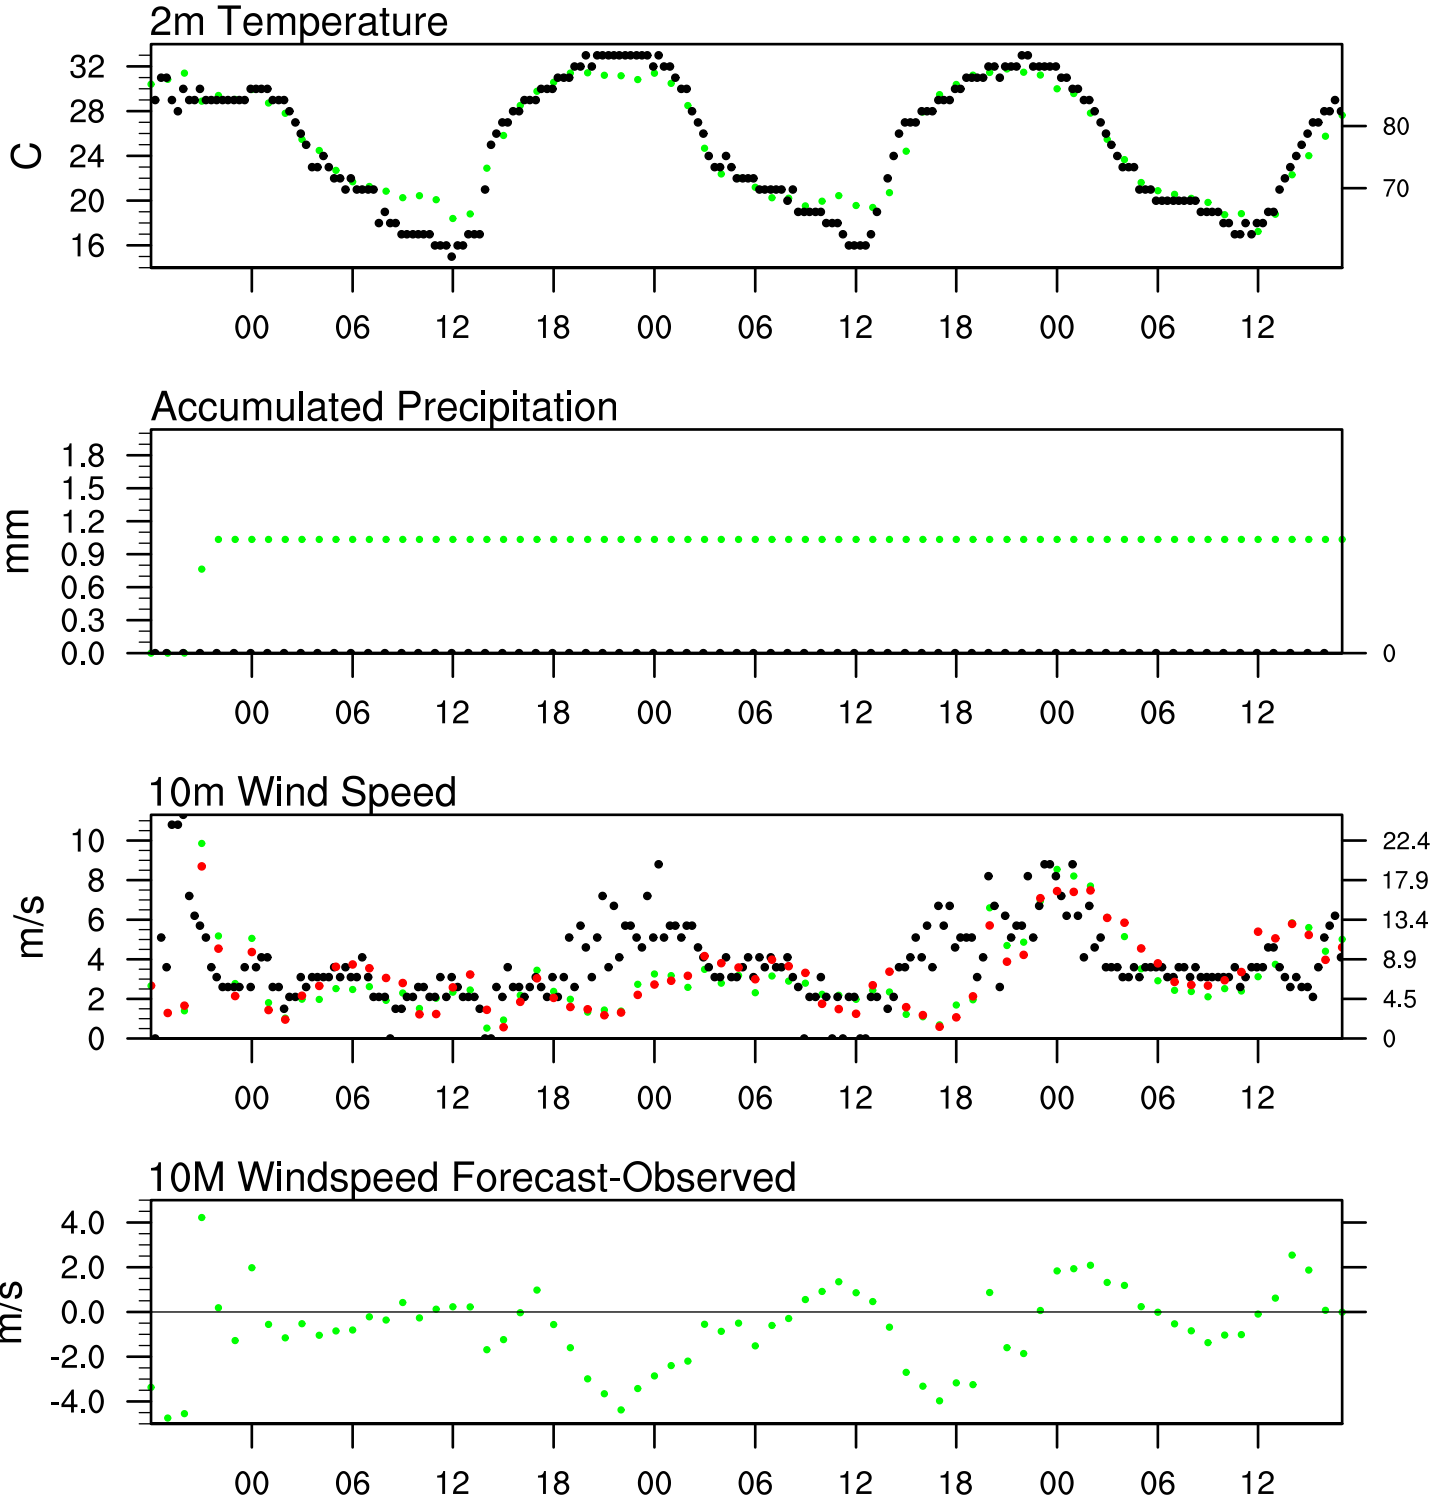 2m Temperature
32
28
24
20
16
C
80
70
00 06 12 18 00 06 12 18 00 06 12
Accumulated Precipitation
1.8
1.5
1.2
0.9
0.6
0.3
0.0
mm
0
00 06 12 18 00 06 12 18 00 06 12
10m Wind Speed
10
8
6
4
2
0
m/s
22.4
17.9
13.4
8.9
4.5
0
00 06 12 18 00 06 12 18 00 06 12
10M Windspeed Forecast-Observed
4.0
2.0
0.0
-2.0
-4.0
m/s
00 06 12 18 00 06 12 18 00 06 12